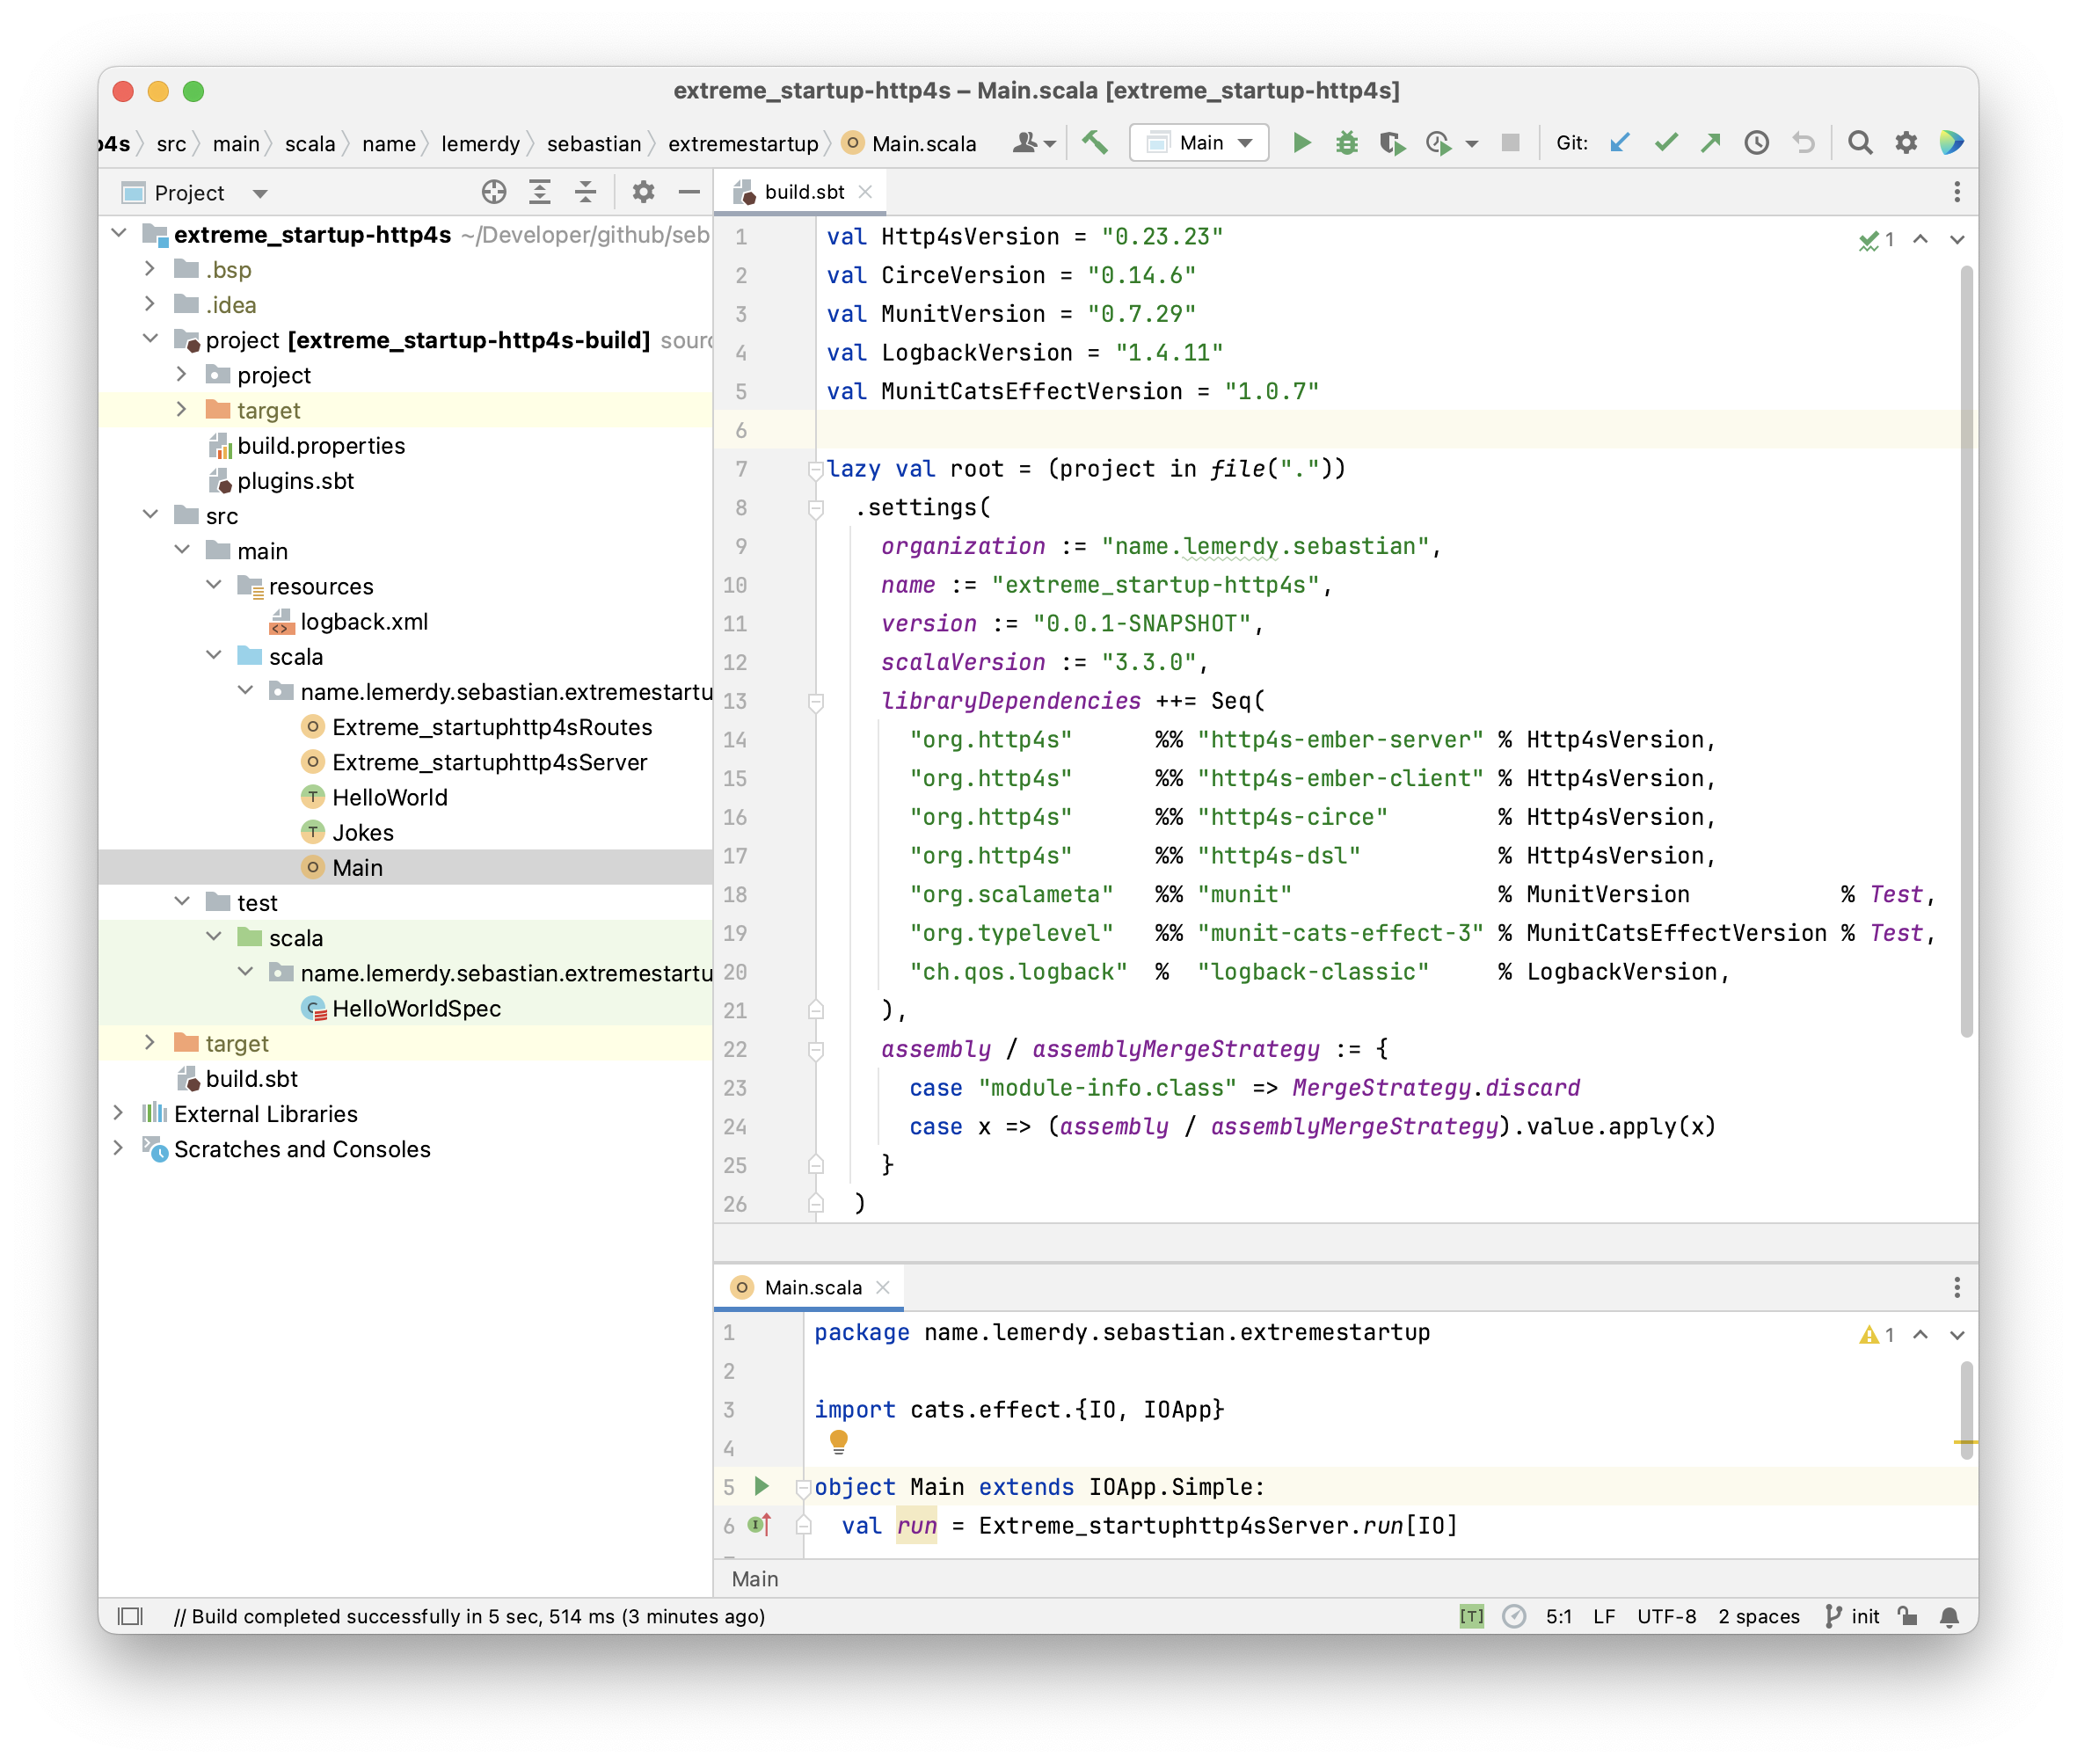 extreme_startup-http4s – Main.scala [extreme_startup-http4s]
p4s src main scala name lemerdy sebastian extremestartup Main.scala Main Git:
Project
extreme_startup-http4s ~/Developer/github/seb
.bsp
.idea
project [extreme_startup-http4s-build] sourc
project
target
build.properties
plugins.sbt
src
main
resources
logback.xml
scala
name.lemerdy.sebastian.extremestartu
Extreme_startuphttp4sRoutes
Extreme_startuphttp4sServer
HelloWorld
Jokes
Main
test
scala
name.lemerdy.sebastian.extremestartu
HelloWorldSpec
target
build.sbt
External Libraries
Scratches and Consoles
build.sbt
1 val Http4sVersion = "0.23.23"
1
2 val CirceVersion = "0.14.6"
3 val MunitVersion = "0.7.29"
4 val LogbackVersion = "1.4.11"
5 val MunitCatsEffectVersion = "1.0.7"
6
7 lazy val root = (project in file("."))
8 .settings(
9 organization := "name.lemerdy.sebastian",
10 name := "extreme_startup-http4s",
11 version := "0.0.1-SNAPSHOT",
12 scalaVersion := "3.3.0",
13 libraryDependencies ++= Seq(
14 "org.http4s" %% "http4s-ember-server" % Http4sVersion,
15 "org.http4s" %% "http4s-ember-client" % Http4sVersion,
16 "org.http4s" %% "http4s-circe" % Http4sVersion,
17 "org.http4s" %% "http4s-dsl" % Http4sVersion,
18 "org.scalameta" %% "munit" % MunitVersion % Test,
19 "org.typelevel" %% "munit-cats-effect-3" % MunitCatsEffectVersion % Test,
20 "ch.qos.logback" % "logback-classic" % LogbackVersion,
21 ),
22 assembly / assemblyMergeStrategy := {
23 case "module-info.class" => MergeStrategy.discard
24 case x => (assembly / assemblyMergeStrategy).value.apply(x)
25 }
26 )
Main.scala
1 package name.lemerdy.sebastian.extremestartup
1
2
3 import cats.effect.{IO, IOApp}
4
5 object Main extends IOApp.Simple:
6 val run = Extreme_startuphttp4sServer.run[IO]
Main
// Build completed successfully in 5 sec, 514 ms (3 minutes ago)
[T] 5:1 LF UTF-8 2 spaces init